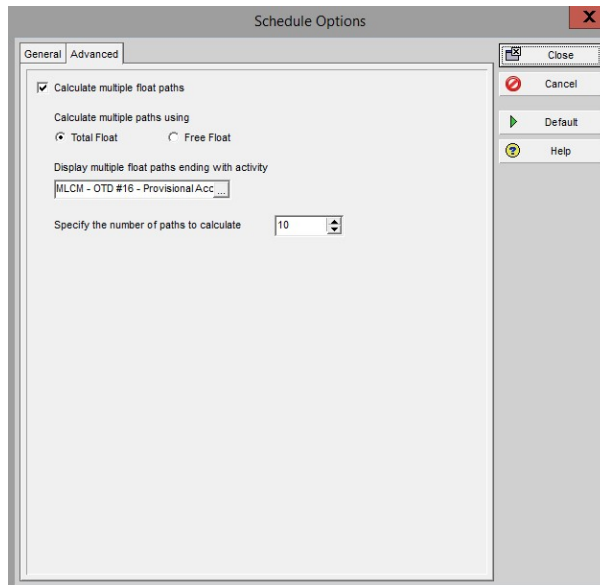 Schedule Options
X
General Advanced
Calculate multiple float paths
Calculate multiple paths using
Total Float Free Float
Display multiple float paths ending with activity
MLCM - OTD #16 - Provisional Acc ...
Specify the number of paths to calculate 10
Close
Cancel
Default
Help